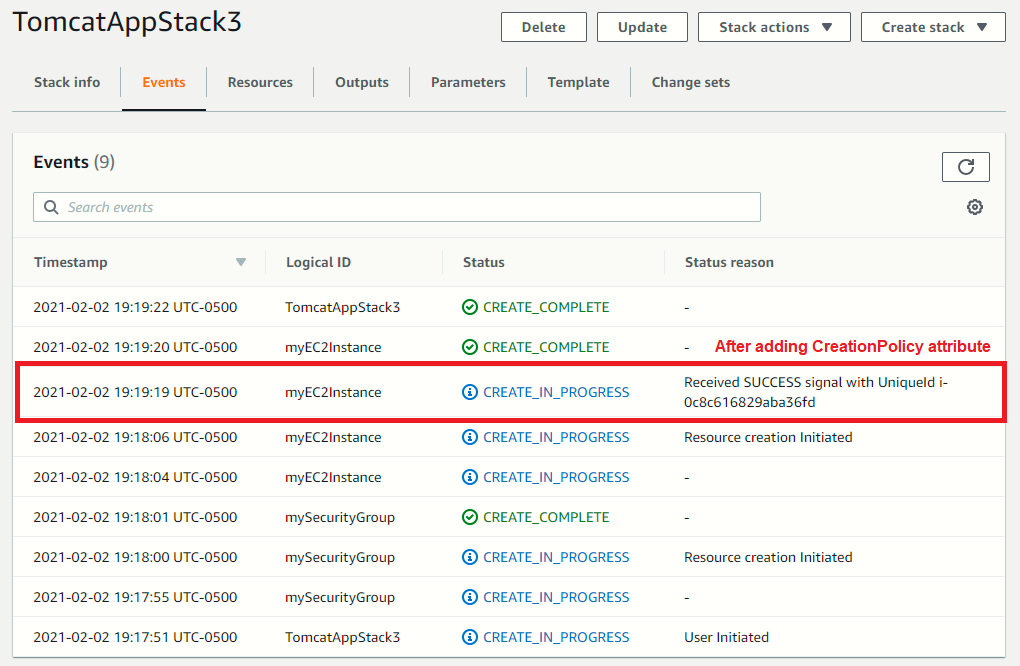 TomcatAppStack3
Delete Update Stack actions Create stack
Stack info Events Resources Outputs Parameters Template Change sets
Events (9)
Search events
Timestamp Logical ID Status Status reason
2021-02-02 19:19:22 UTC-0500 TomcatAppStack3 CREATE_COMPLETE -
2021-02-02 19:19:20 UTC-0500 myEC2Instance CREATE_COMPLETE - After adding CreationPolicy attribute
2021-02-02 19:19:19 UTC-0500 myEC2Instance CREATE_IN_PROGRESS Received SUCCESS signal with UniqueId i-
0c8c616829aba36fd
2021-02-02 19:18:06 UTC-0500 myEC2Instance CREATE_IN_PROGRESS Resource creation Initiated
2021-02-02 19:18:04 UTC-0500 myEC2Instance CREATE_IN_PROGRESS -
2021-02-02 19:18:01 UTC-0500 mySecurityGroup CREATE_COMPLETE -
2021-02-02 19:18:00 UTC-0500 mySecurityGroup CREATE_IN_PROGRESS Resource creation Initiated
2021-02-02 19:17:55 UTC-0500 mySecurityGroup CREATE_IN_PROGRESS -
2021-02-02 19:17:51 UTC-0500 TomcatAppStack3 CREATE_IN_PROGRESS User Initiated